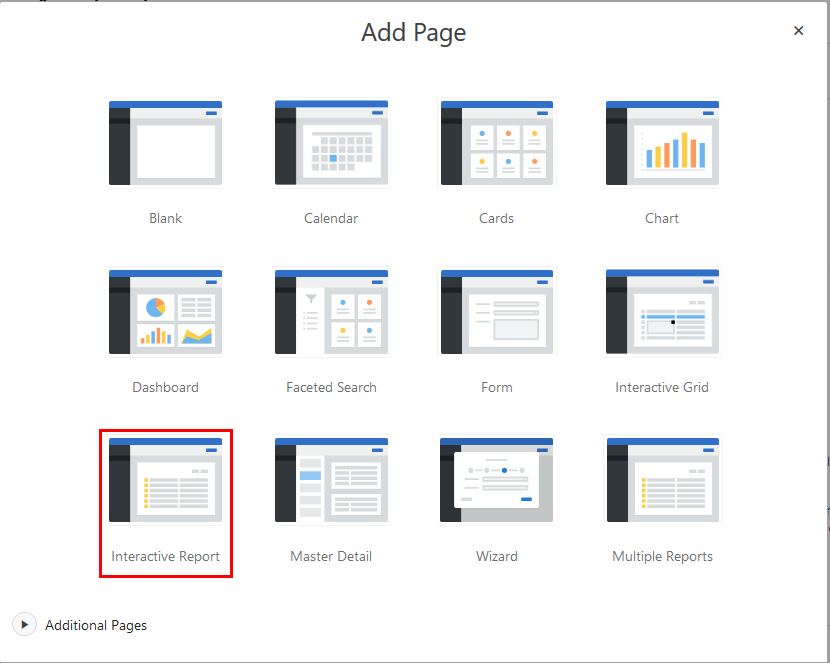 Add Page
Blank
Calendar
Cards
Chart
Dashboard
Faceted Search
Form
Interactive Grid
Interactive Report
Master Detail
Wizard
Multiple Reports
Additional Pages